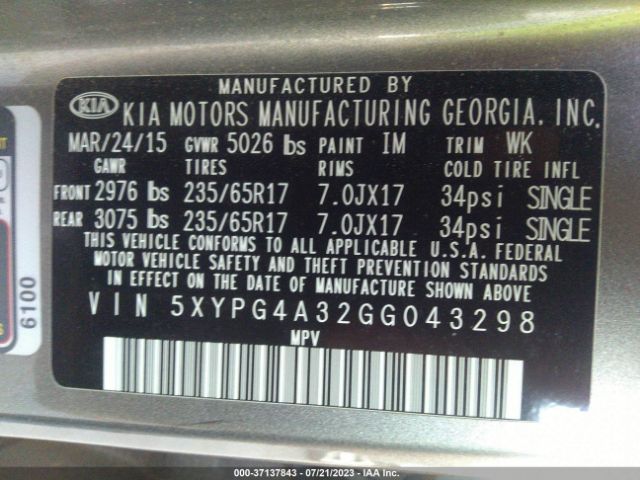 MANUFACTURED BY
KIA KIA MOTORS MANUFACTURING GEORGIA, INC.
MAR/24/15 GVWR 5026 lbs PAINT IM TRIM WK
GAWR TIRES RIMS COLD TIRE INFL
FRONT 2976 lbs 235/65R17 7.0JX17 34psi SINGLE
REAR 3075 lbs 235/65R17 7.0JX17 34psi SINGLE
THIS VEHICLE CONFORMS TO ALL APPLICABLE U.S.A. FEDERAL
MOTOR VEHICLE SAFETY AND THEFT PREVENTION STANDARDS
IN EFFECT ON THE DATE OF MANUFACTURE SHOWN ABOVE.
VIN 5XYPG4A32GG043298
MPV
6100
000-37137843 / 07/21/2023 - IAA Inc.